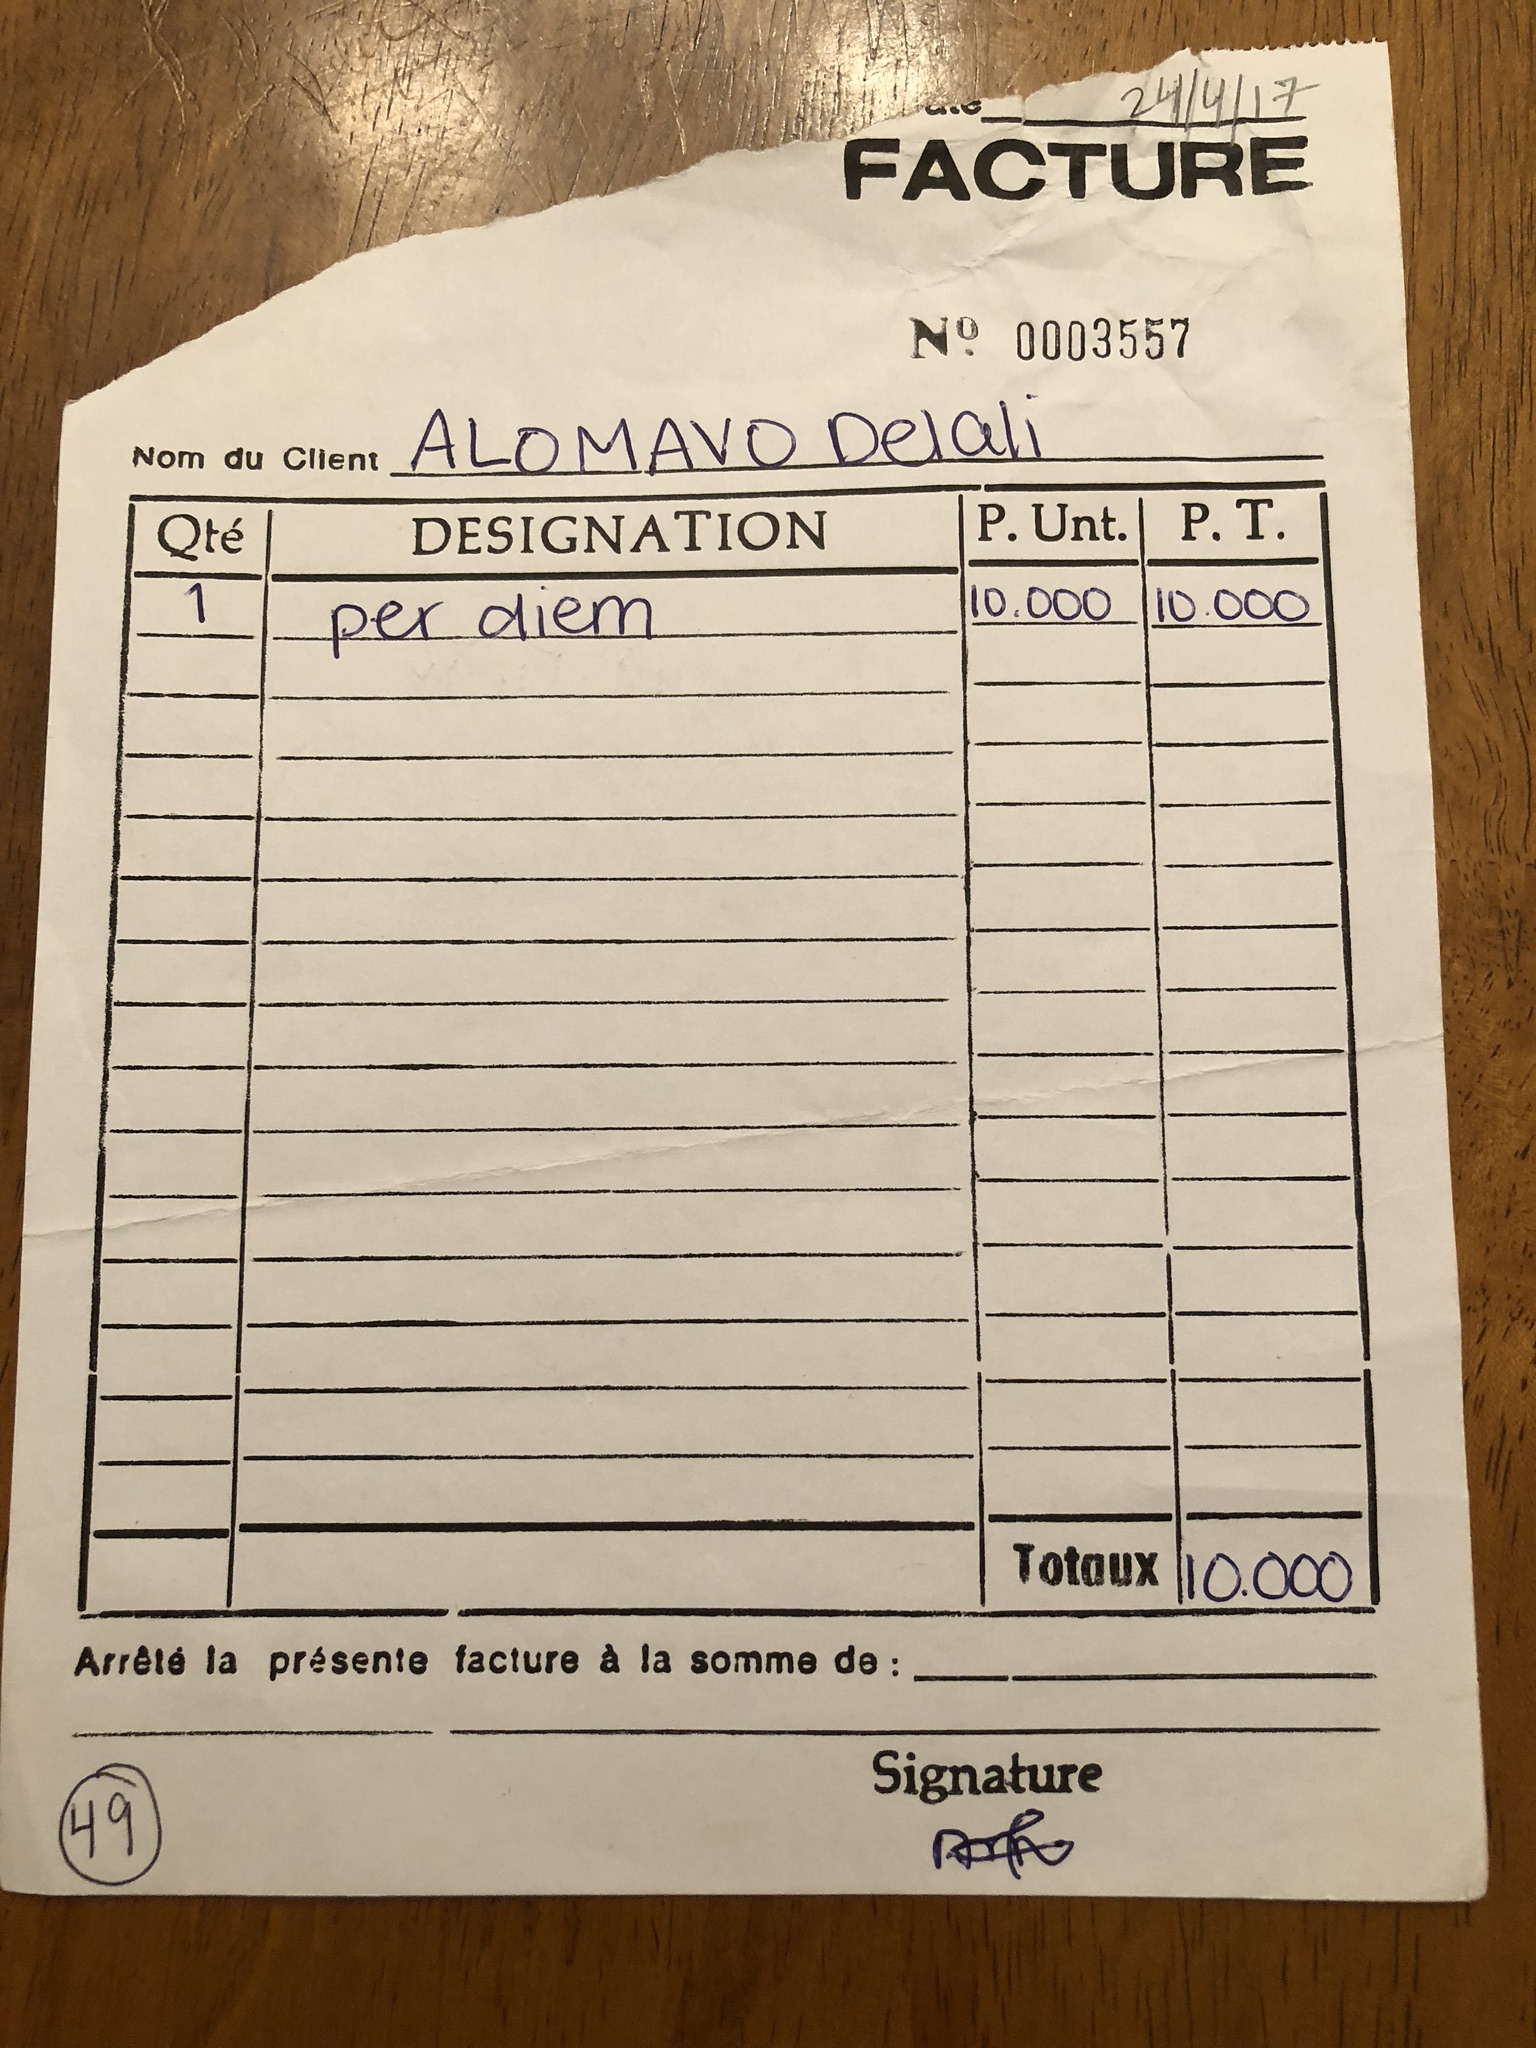 24/4/17
FACTURE
Nº 0003557
Nom du Client ALOMAVO Delali
Qté DESIGNATION P. Unt. P. T.
1 per diem 10.000 10.000
Totaux 10.000
Arrêté la présente facture à la somme de :
Signature
49